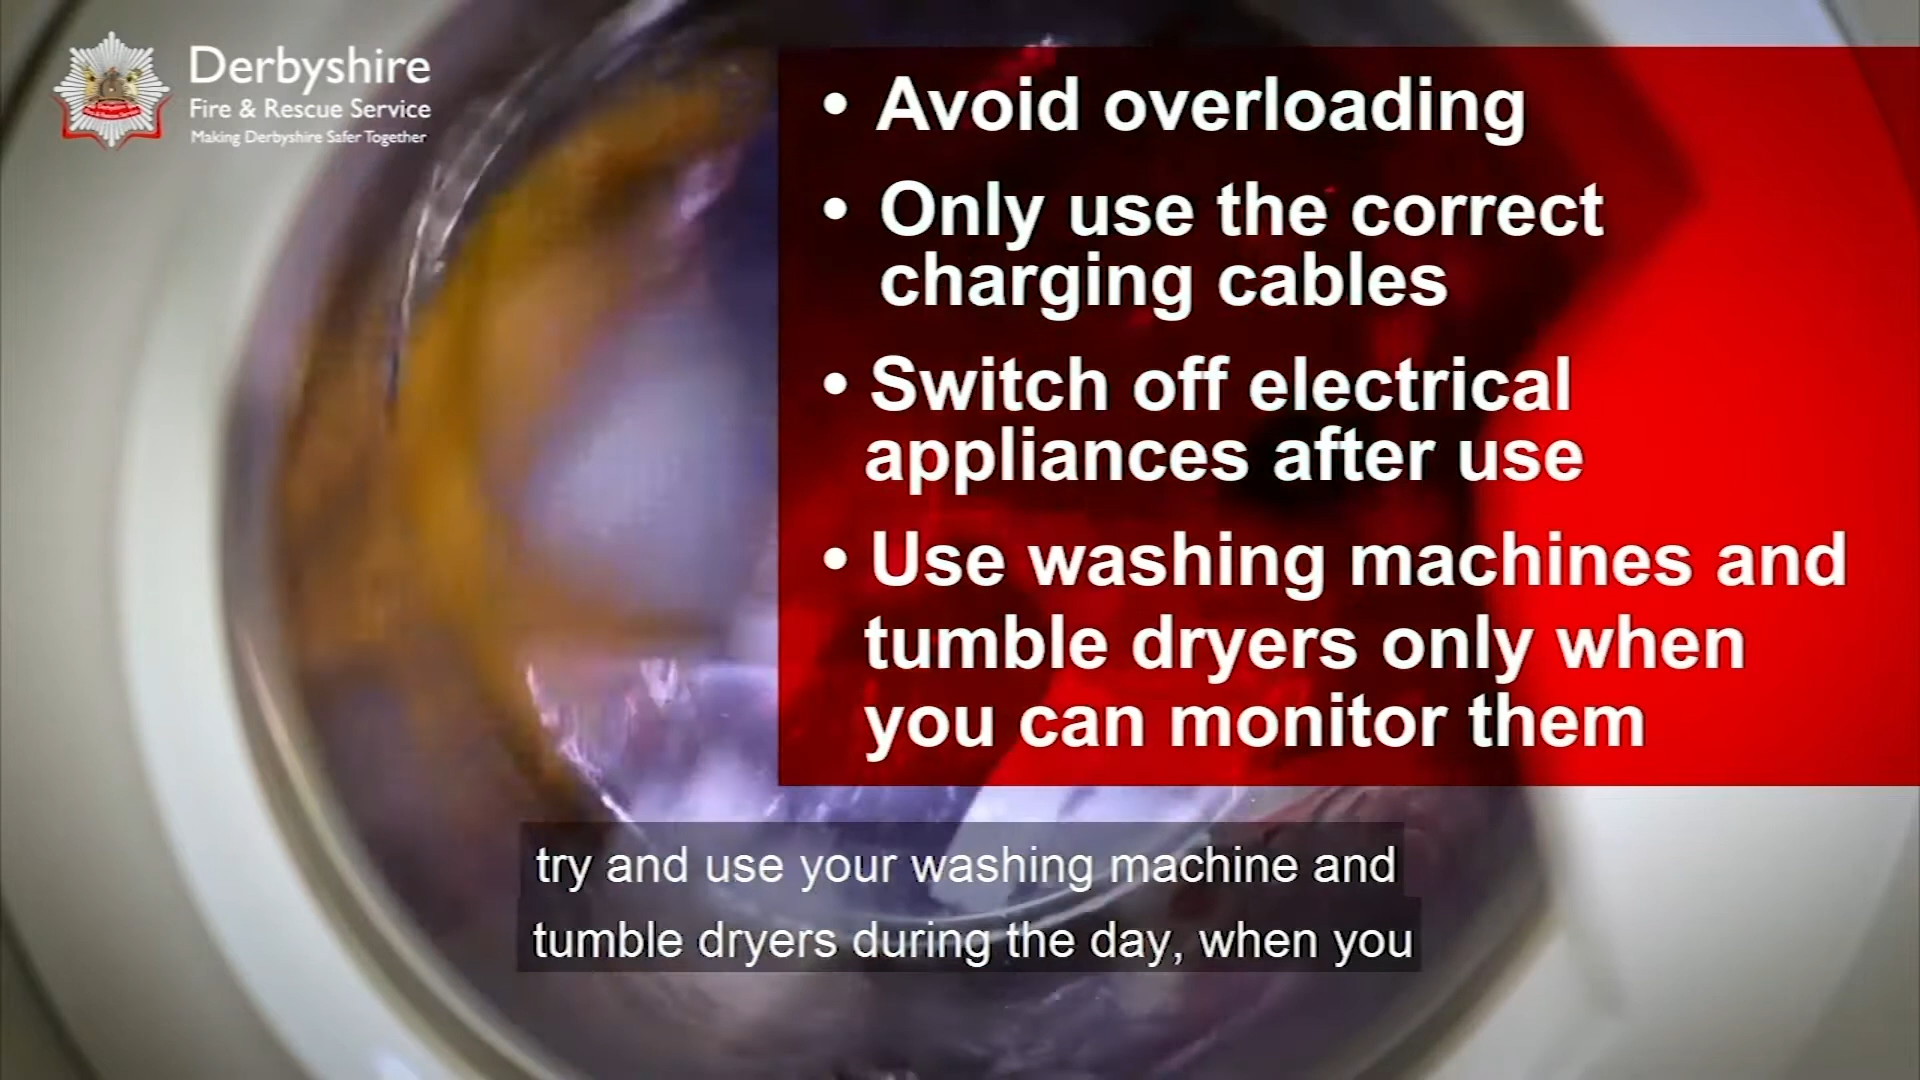 Derbyshire
Fire & Rescue Service
Making Derbyshire Safer Together
• Avoid overloading
• Only use the correct
charging cables
• Switch off electrical
appliances after use
• Use washing machines and
tumble dryers only when
you can monitor them
try and use your washing machine and
tumble dryers during the day, when you